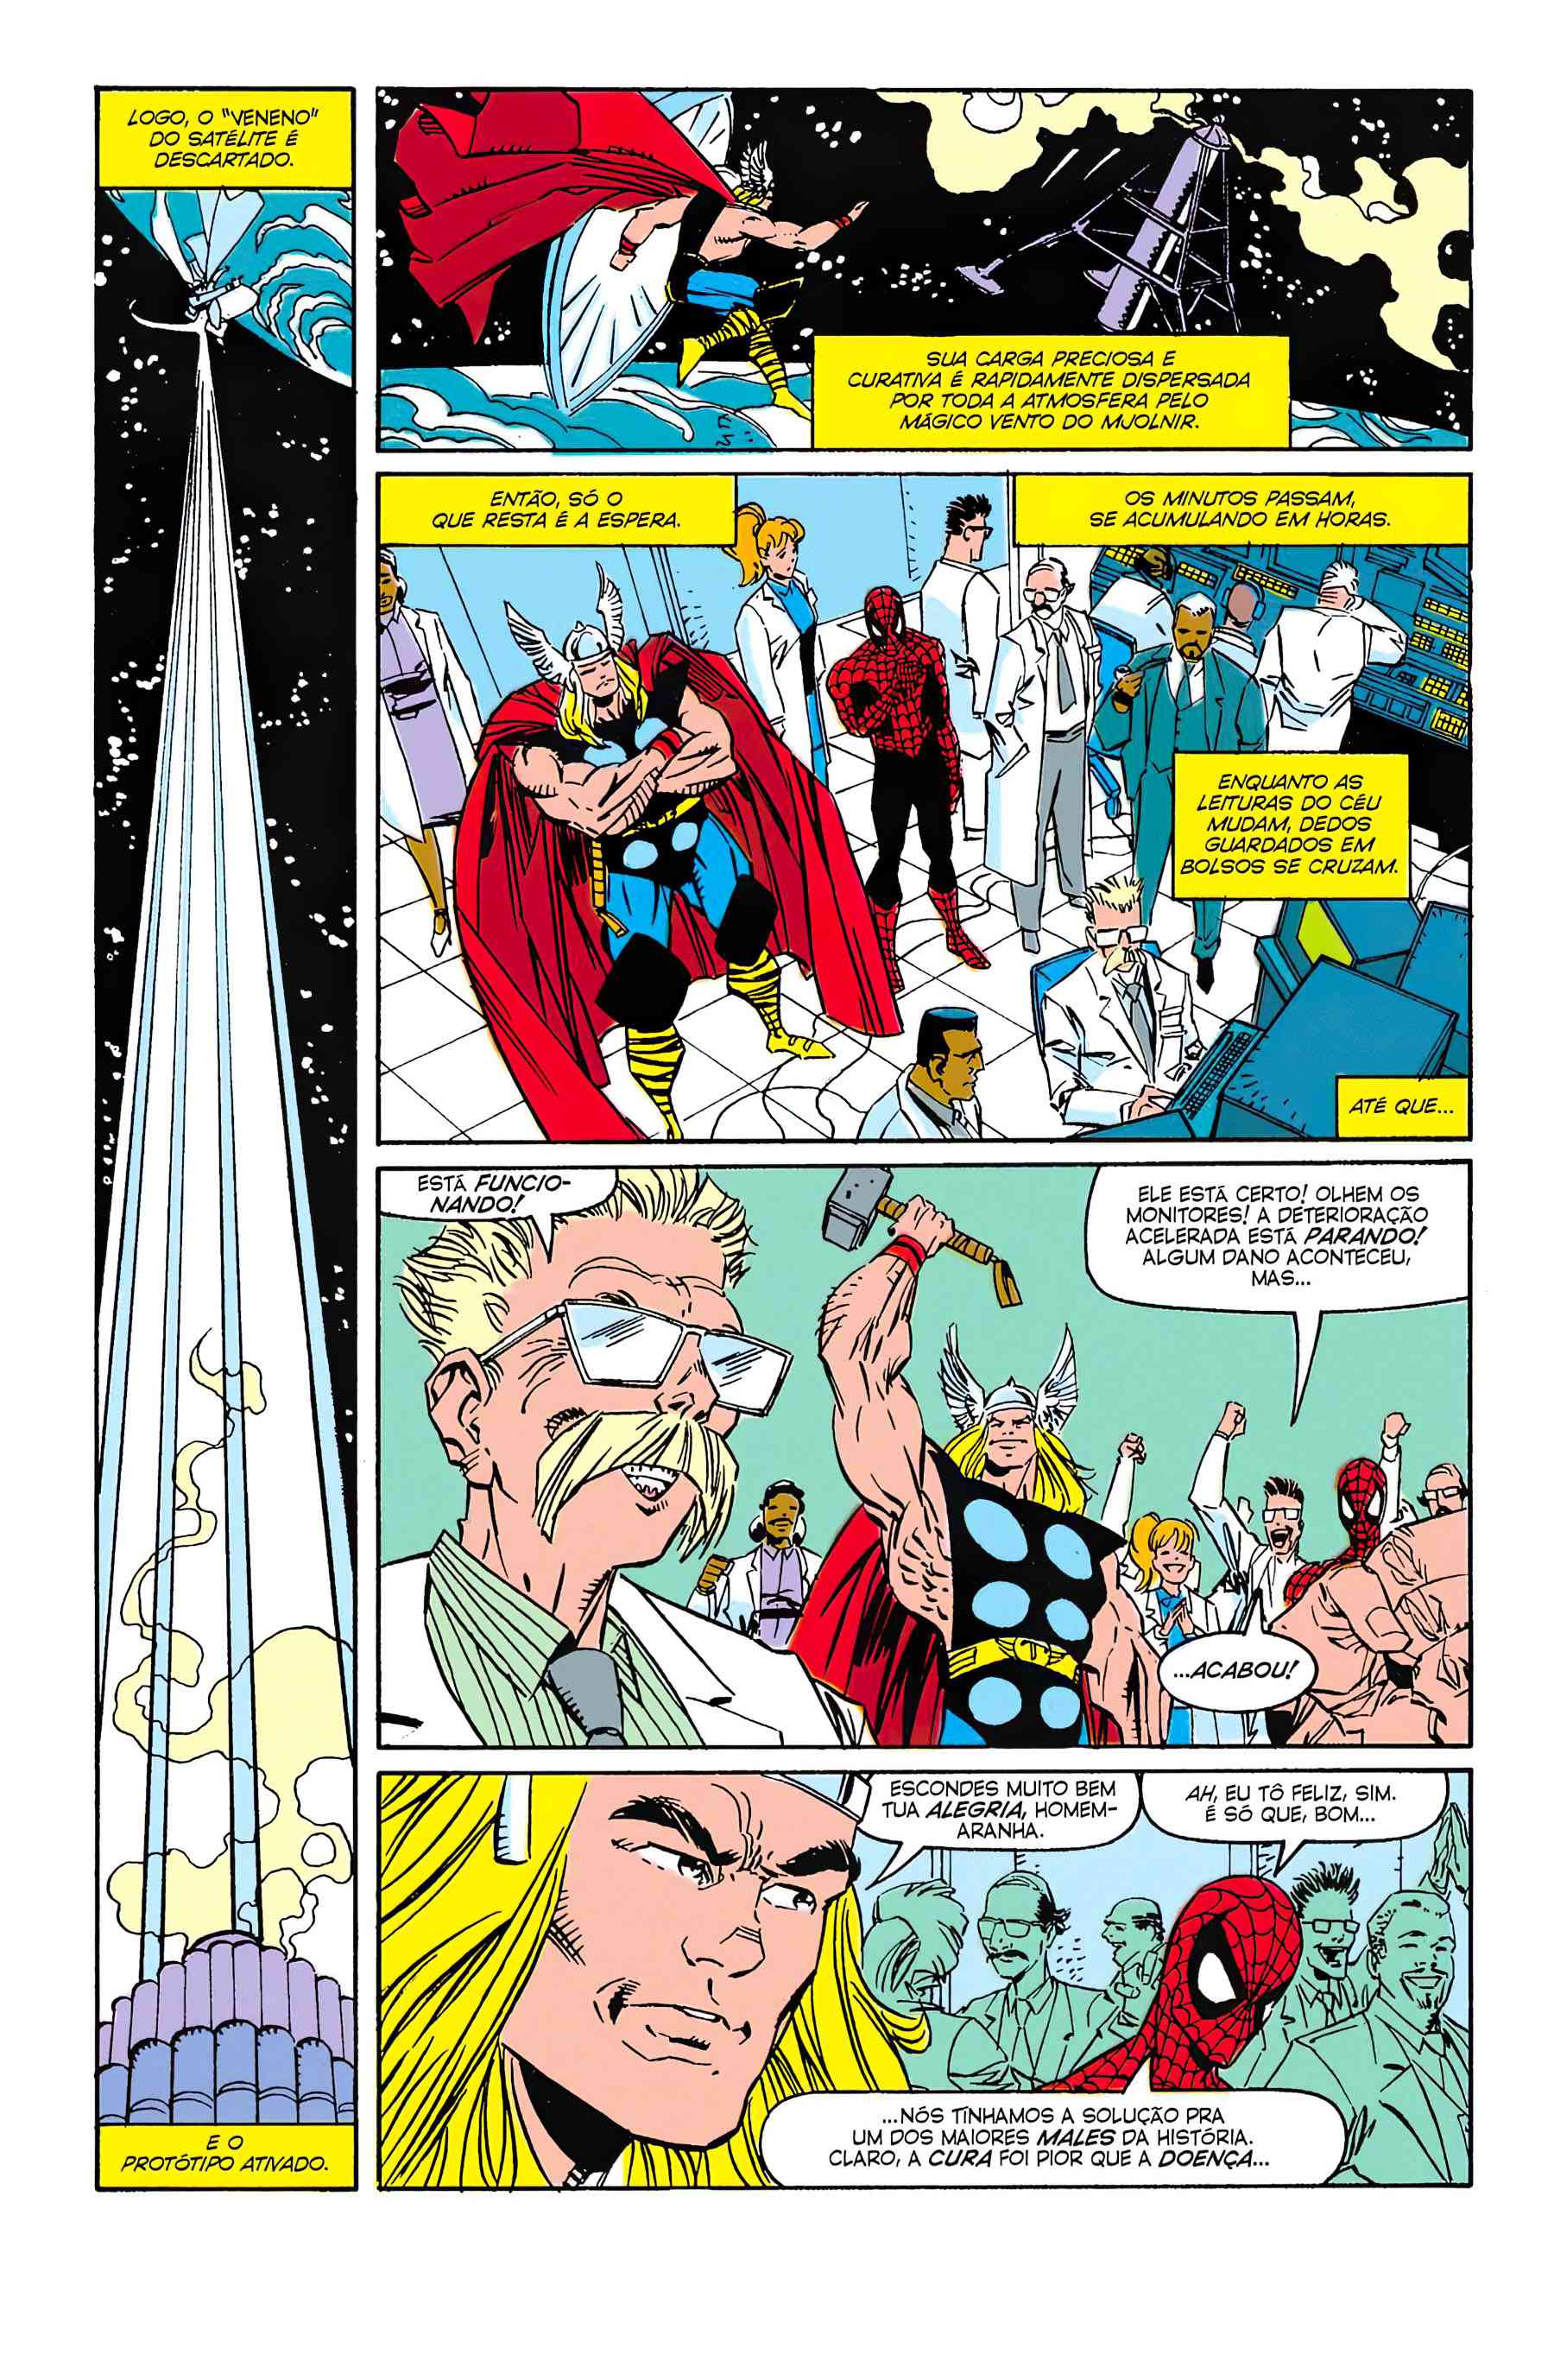 LOGO, O "VENENO"
DO SATÉLITE É
DESCARTADO.
E O
PROTÓTIPO ATIVADO.
SUA CARGA PRECIOSA E
CURATIVA É RAPIDAMENTE DISPERSADA
POR TODA A ATMOSFERA PELO
MÁGICO VENTO DO MJOLNIR.
ENTÃO, SÓ O
QUE RESTA É A ESPERA.
OS MINUTOS PASSAM,
SE ACUMULANDO EM HORAS.
ENQUANTO AS
LEITURAS DO CÉU
MUDAM, DEDOS
GUARDADOS EM
BOLSOS SE CRUZAM.
ATÉ QUE...
ESTÁ FUNCIO-
NANDO!
ELE ESTÁ CERTO! OLHEM OS
MONITORES! A DETERIORAÇÃO
ACELERADA ESTÁ PARANDO!
ALGUM DANO ACONTECEU,
MAS...
...ACABOU!
ESCONDES MUITO BEM
TUA ALEGRIA, HOMEM-
ARANHA.
AH, EU TÔ FELIZ, SIM.
É SÓ QUE, BOM...
...NÓS TÍNHAMOS A SOLUÇÃO PRA
UM DOS MAIORES MALES DA HISTÓRIA.
CLARO, A CURA FOI PIOR QUE A DOENÇA...